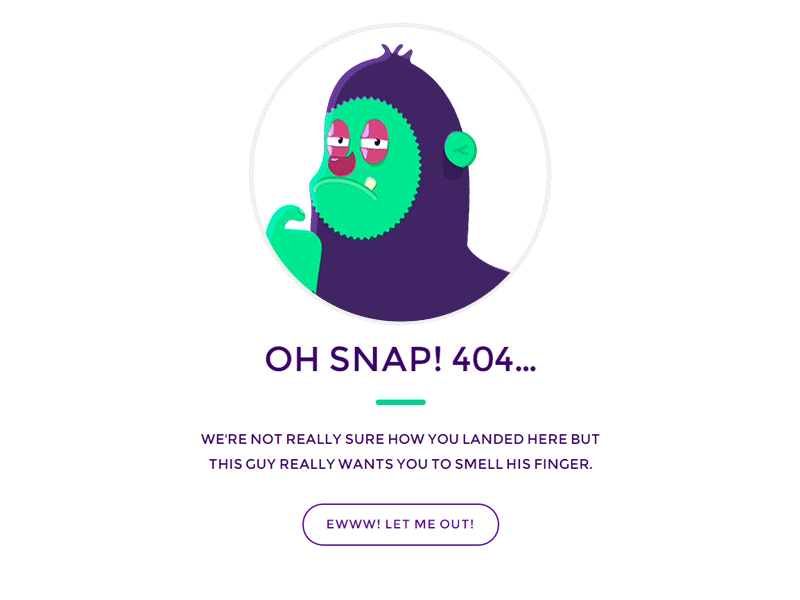 OH SNAP! 404...
WE'RE NOT REALLY SURE HOW YOU LANDED HERE BUT
THIS GUY REALLY WANTS YOU TO SMELL HIS FINGER.
EWWW! LET ME OUT!